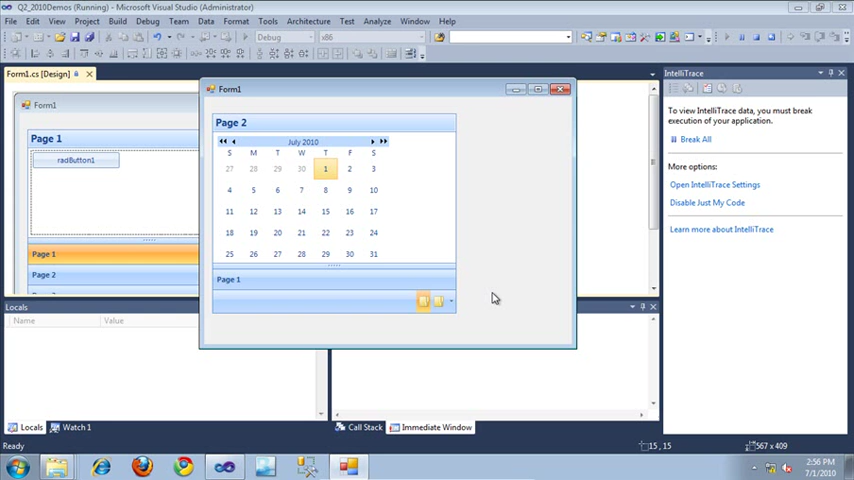 Q2_2010Demos (Running) - Microsoft Visual Studio (Administrator)
File Edit View Project Build Debug Team Data Format Tools Architecture Test Analyze Window Help
Debug x86
Form1.cs [Design]
Form1
Page 1
radButton1
Page 1
Page 2
Form1
Page 2
July 2010
S M T W T F S
27 28 29 30 1 2 3
4 5 6 7 8 9 10
11 12 13 14 15 16 17
18 19 20 21 22 23 24
25 26 27 28 29 30 31
Page 1
IntelliTrace
To view IntelliTrace data, you must break
execution of your application.
Break All
More options:
Open IntelliTrace Settings
Disable Just My Code
Learn more about IntelliTrace
Locals
Name Value
Locals Watch 1
Call Stack Immediate Window
Ready
15 , 15
567 x 409
2:56 PM
7/1/2010